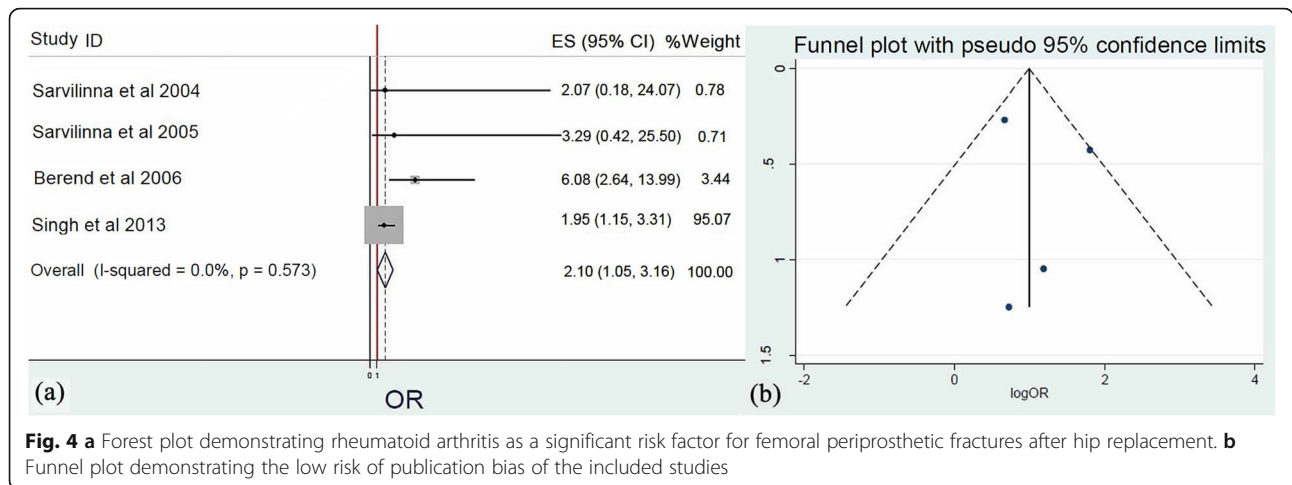 Study ID ES (95% CI) %Weight
Sarvilinna et al 2004 2.07 (0.18, 24.07) 0.78
Sarvilinna et al 2005 3.29 (0.42, 25.50) 0.71
Berend et al 2006 6.08 (2.64, 13.99) 3.44
Singh et al 2013 1.95 (1.15, 3.31) 95.07
Overall (I-squared = 0.0%, p = 0.573) 2.10 (1.05, 3.16) 100.00
0 1
(a)
OR
Funnel plot with pseudo 95% confidence limits
0
.5
1
1.5
-2 0 2 4
logOR
(b)
Fig. 4 a Forest plot demonstrating rheumatoid arthritis as a significant risk factor for femoral periprosthetic fractures after hip replacement. b
Funnel plot demonstrating the low risk of publication bias of the included studies